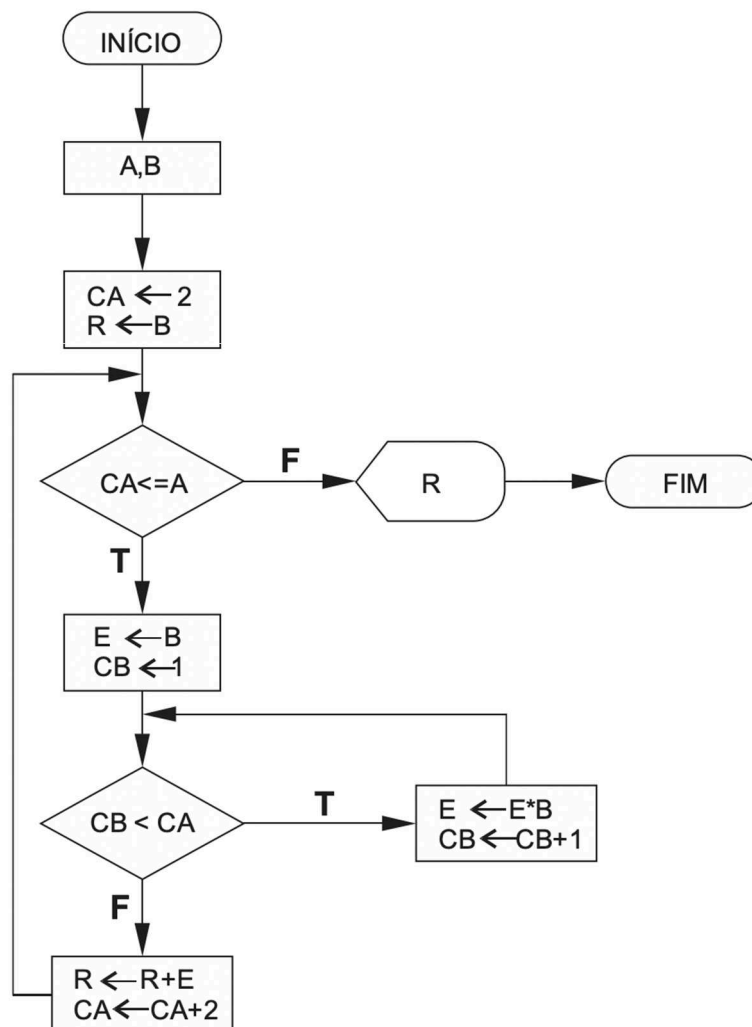 INÍCIO
A,B
CA ← 2
R ← B
CA<=A
F
R
FIM
T
E ← B
CB ← 1
CB < CA
T
E ← E*B
CB ← CB+1
F
R ← R+E
CA ← CA+2